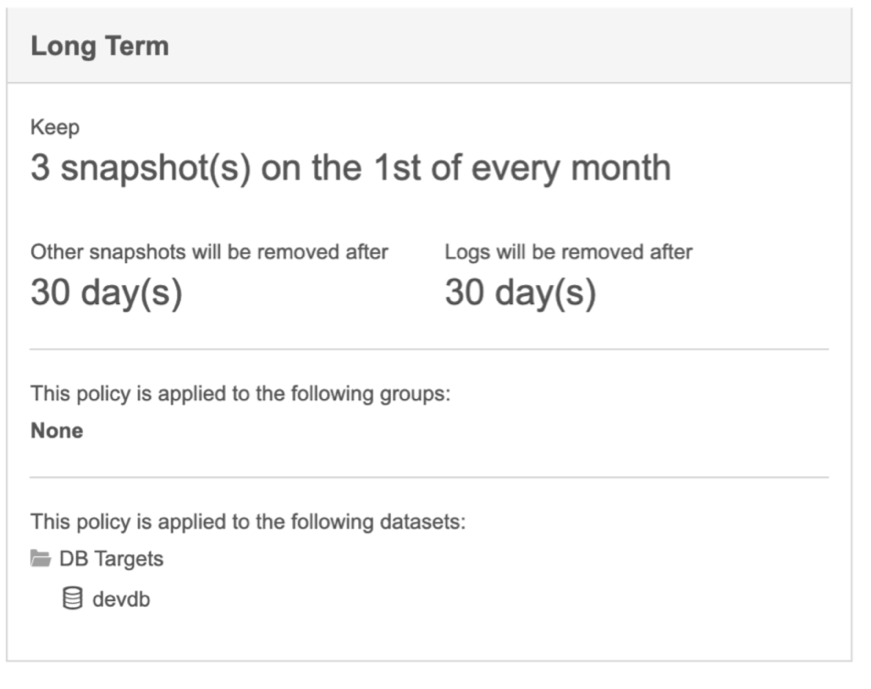 Long Term
Keep
3 snapshot(s) on the 1st of every month
Other snapshots will be removed after
30 day(s)
Logs will be removed after
30 day(s)
This policy is applied to the following groups:
None
This policy is applied to the following datasets:
DB Targets
devdb